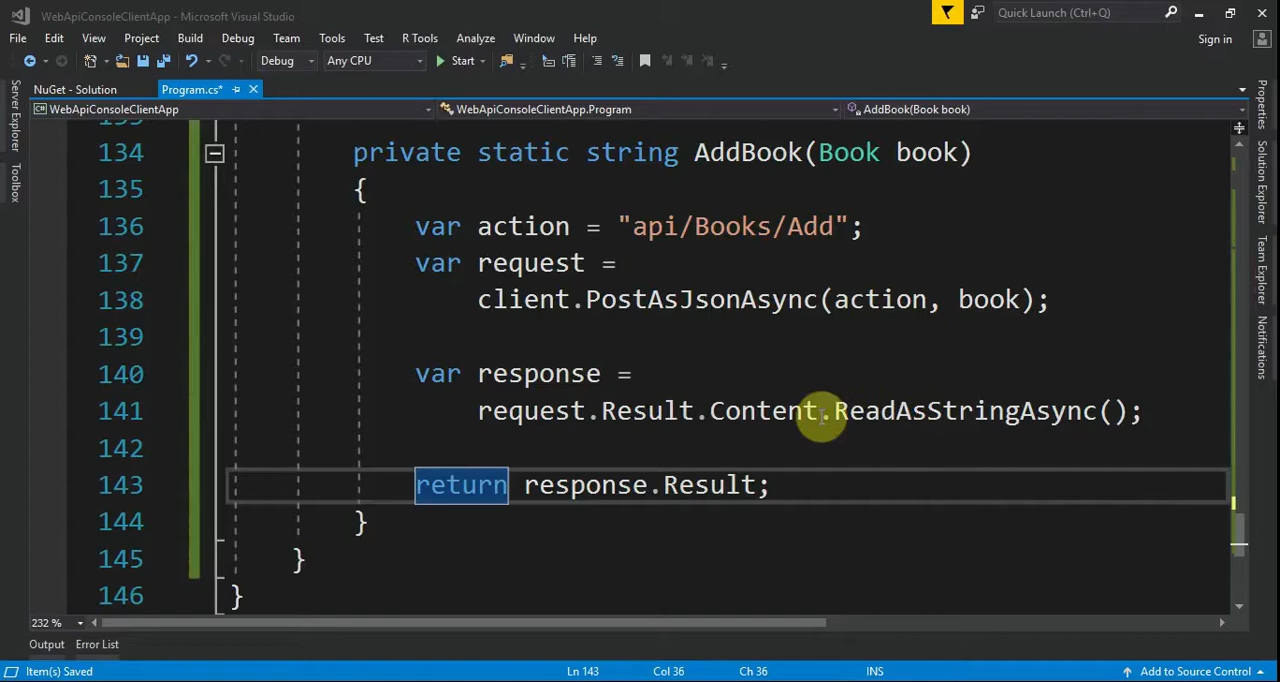 WebApiConsoleClientApp - Microsoft Visual Studio
Quick Launch (Ctrl+Q)
File Edit View Project Build Debug Team Tools Test R Tools Analyze Window Help
Sign in
Debug Any CPU Start
NuGet - Solution Program.cs*
WebApiConsoleClientApp WebApiConsoleClientApp.Program AddBook(Book book)
134 private static string AddBook(Book book)
135 {
136 var action = "api/Books/Add";
137 var request =
138 client.PostAsJsonAsync(action, book);
139
140 var response =
141 request.Result.Content.ReadAsStringAsync();
142
143 return response.Result;
144 }
145 }
146 }
232 %
Output Error List
Item(s) Saved Ln 143 Col 36 Ch 36 INS Add to Source Control
Server Explorer
Toolbox
Properties
Solution Explorer
Team Explorer
Notifications